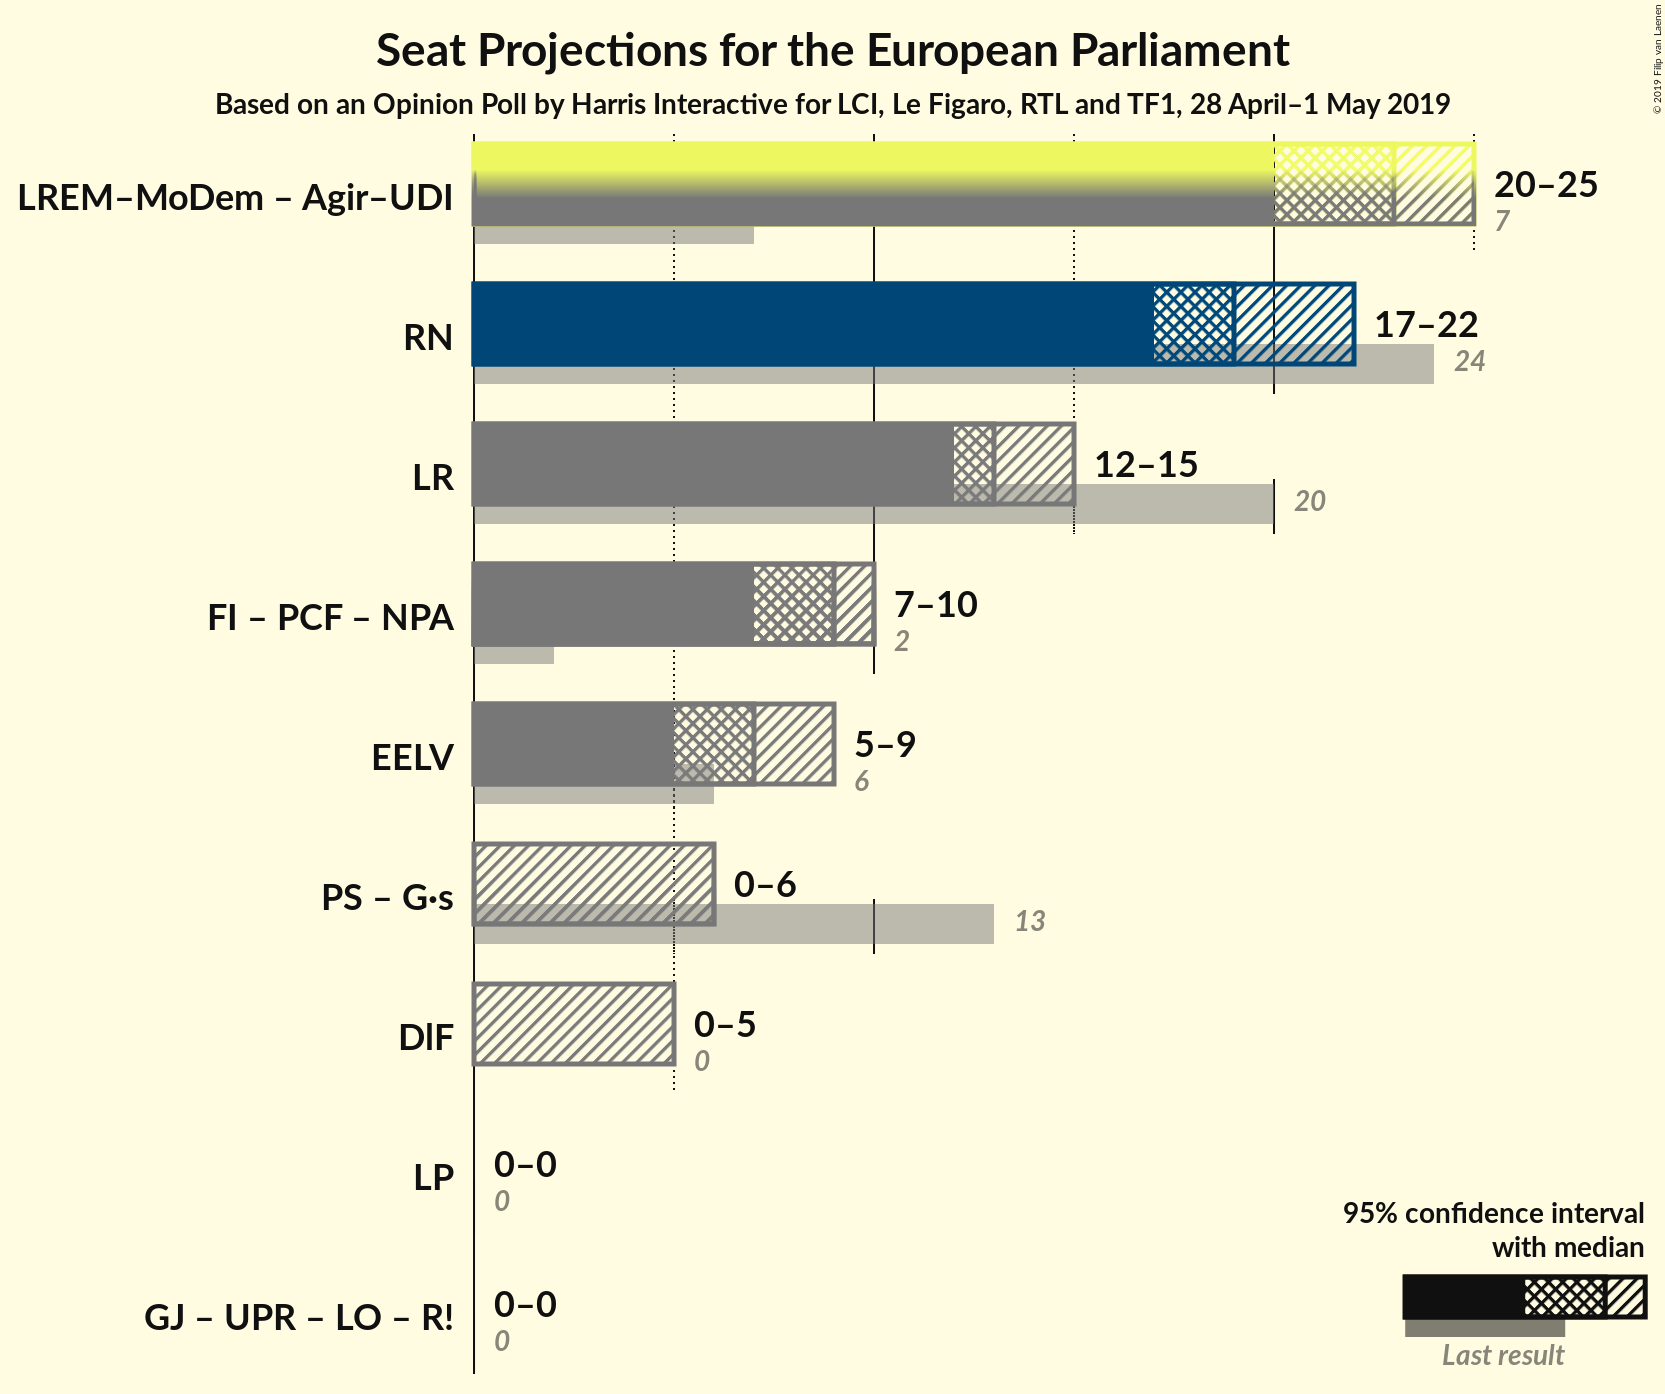 Seat Projections for the European Parliament
Based on an Opinion Poll by Harris Interactive for LCI, Le Figaro, RTL and TF1, 28 April–1 May 2019
© 2019 Filip van Laenen
LREM–MoDem – Agir–UDI
20–25
7
RN
17–22
24
LR
12–15
20
FI – PCF – NPA
7–10
2
EELV
5–9
6
PS – G·s
0–6
13
DlF
0–5
0
LP
0–0
0
GJ – UPR – LO – R!
0–0
0
95% confidence interval
with median
Last result